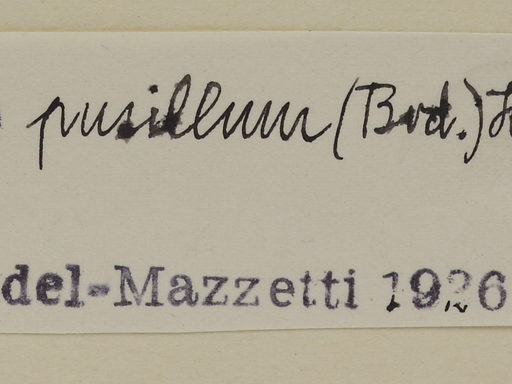 pusillum (Bvd.)
del-Mazzetti 1926